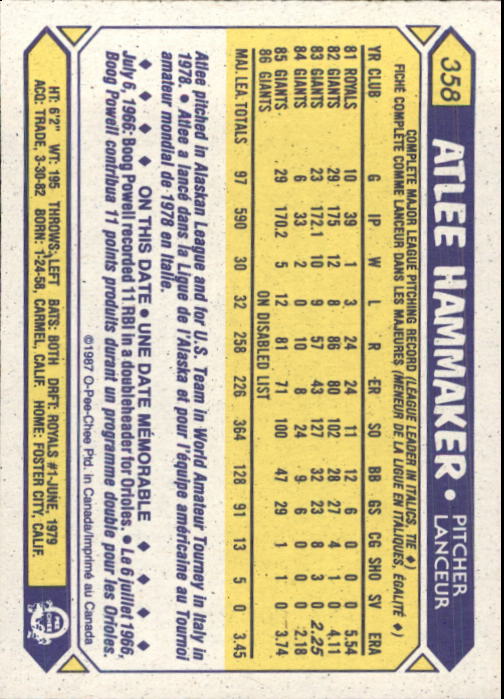 358
ATLEE HAMMAKER • PITCHER
LANCEUR
COMPLETE MAJOR LEAGUE PITCHING RECORD (LEAGUE LEADER IN ITALICS, TIE ♦)
FICHE COMPLÈTE COMME LANCEUR DANS LES MAJEURES (MENEUR DE LA LIGUE EN ITALIQUES, ÉGALITÉ ♦)
YR CLUB G IP W L R ER SO BB GS CG SHO SV ERA
81 ROYALS 10 39 1 3 24 24 11 12 6 0 0 0 5.54
82 GIANTS 29 175 12 8 86 80 102 28 27 4 1 0 4.11
83 GIANTS 23 172.1 10 9 57 43 127 32 23 8 3 0 2.25
84 GIANTS 6 33 2 0 10 8 24 9 6 0 0 0 2.18
85 GIANTS 29 170.2 5 12 81 71 100 47 29 1 1 0 3.74
86 GIANTS ON DISABLED LIST
MAJ. LEA. TOTALS 97 590 30 32 258 226 364 128 91 13 5 0 3.45
Atlee pitched in Alaskan League and for U.S. Team in World Amateur Tourney in Italy in
1978. • Atlee a lancé dans la Ligue de l'Alaska et pour l'équipe américaine au Tournoi
amateur mondial de 1978 en Italie.
♦ ♦ ♦ ♦ ON THIS DATE • UNE DATE MÉMORABLE ♦ ♦ ♦ ♦
July 6, 1966: Boog Powell recorded 11 RBI in a doubleheader for Orioles. • Le 6 juillet 1966,
Boog Powell contribua 11 points produits durant un programme double pour les Orioles.
©1987 O-Pee-Chee Ptd. in Canada/Imprimé au Canada
HT: 6'2" WT: 195 THROWS: LEFT BATS: BOTH DRFT: ROYALS #1-JUNE, 1979
ACQ: TRADE, 3-30-82 BORN: 1-24-58, CARMEL, CALIF. HOME: FOSTER CITY, CALIF.
O
PEE
CHEE